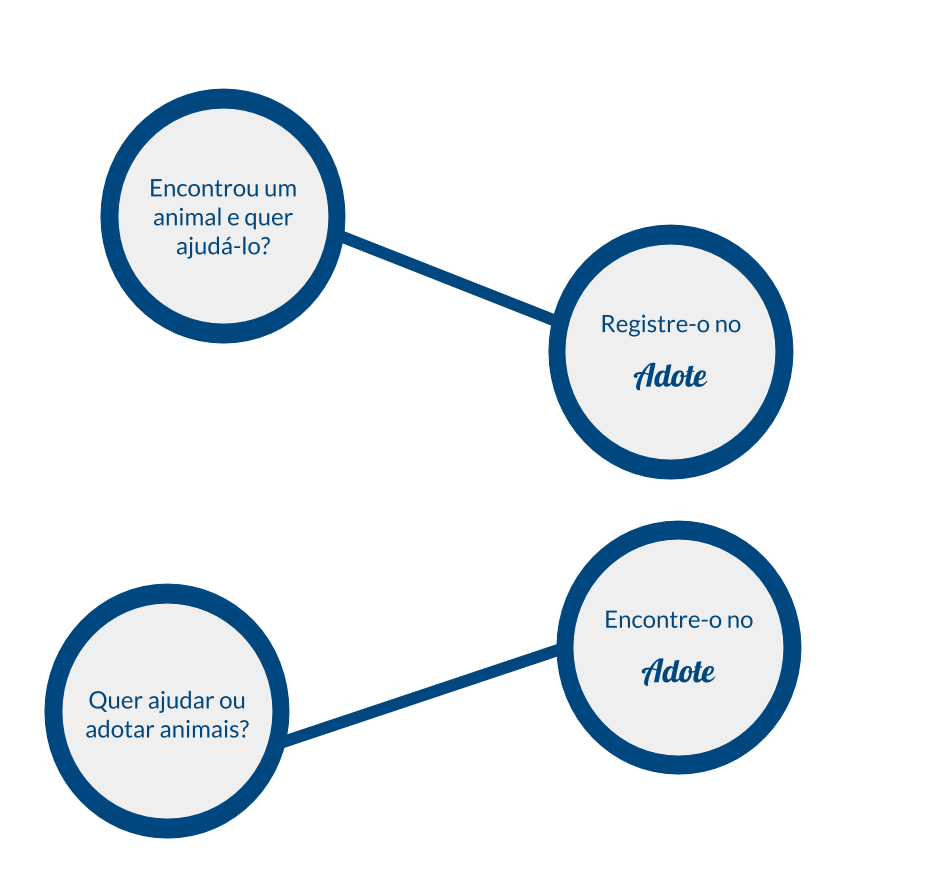 Encontrou um
animal e quer
ajudá-lo?
Registre-o no
Adote
Quer ajudar ou
adotar animais?
Encontre-o no
Adote